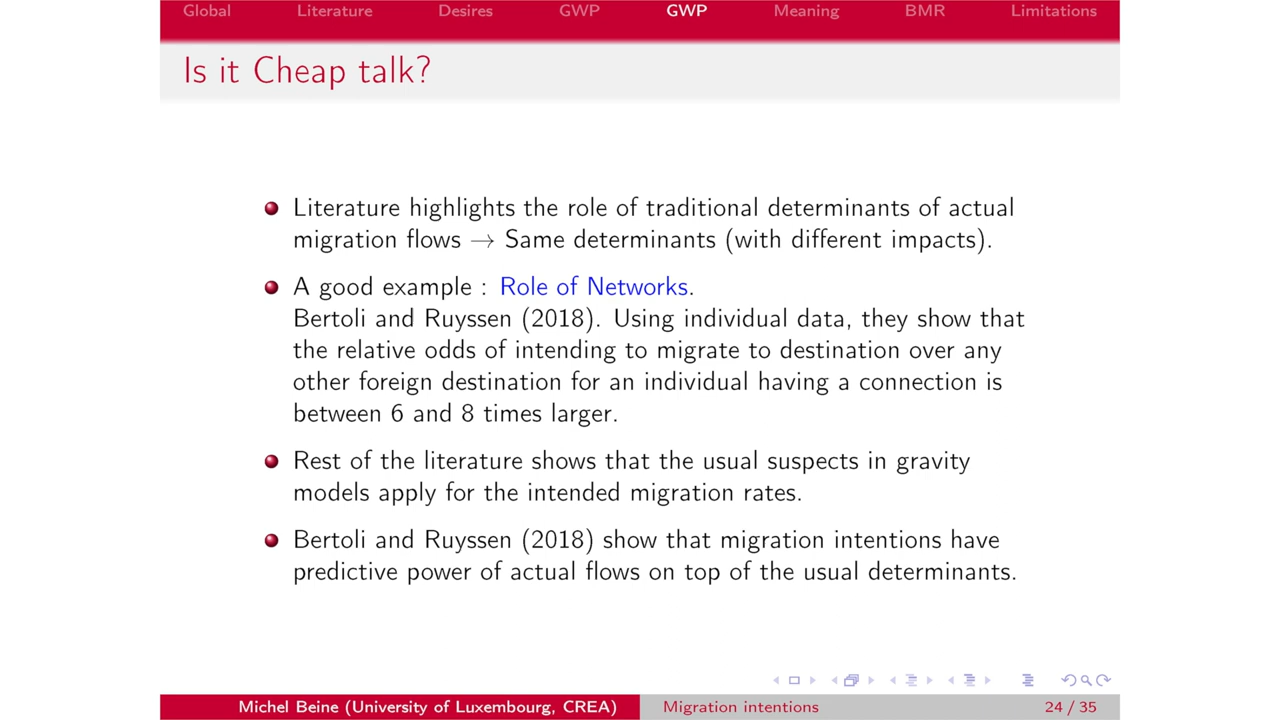 Global Literature Desires GWP GWP Meaning BMR Limitations
Is it Cheap talk?
Literature highlights the role of traditional determinants of actual
migration flows → Same determinants (with different impacts).
A good example : Role of Networks.
Bertoli and Ruyssen (2018). Using individual data, they show that
the relative odds of intending to migrate to destination over any
other foreign destination for an individual having a connection is
between 6 and 8 times larger.
Rest of the literature shows that the usual suspects in gravity
models apply for the intended migration rates.
Bertoli and Ruyssen (2018) show that migration intentions have
predictive power of actual flows on top of the usual determinants.
Michel Beine (University of Luxembourg, CREA) Migration intentions 24 / 35